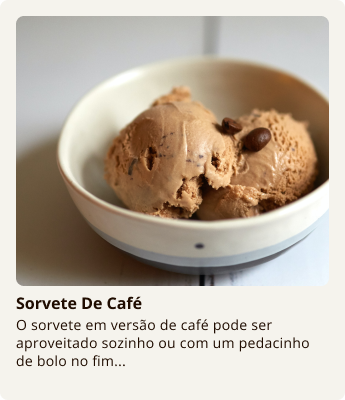 Sorvete De Café
O sorvete em versão de café pode ser
aproveitado sozinho ou com um pedacinho
de bolo no fim...